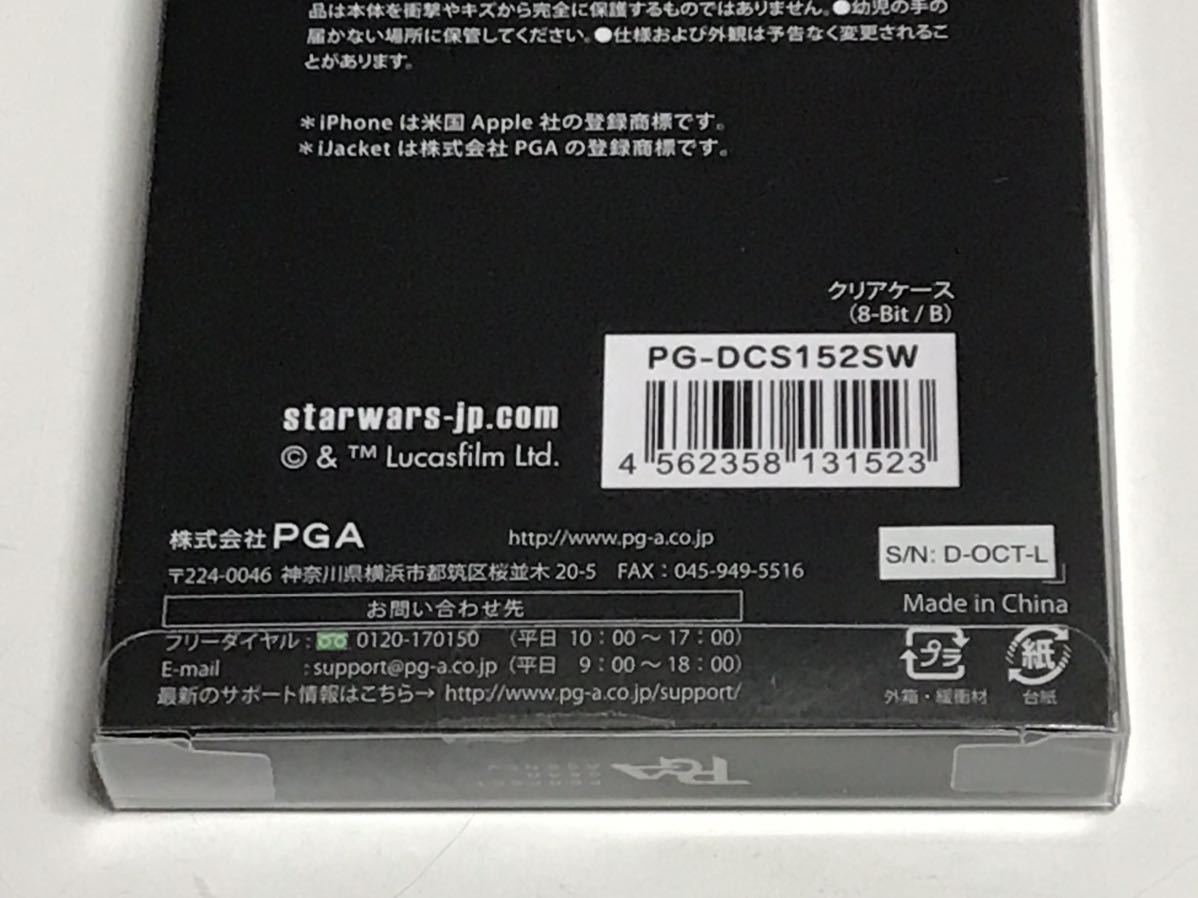 品は本体を衝撃やキズから完全に保護するものではありません。●幼児の手の
届かない場所に保管してください。●仕様および外観は予告なく変更されるこ
とがあります。
＊iPhone は米国 Apple 社の登録商標です。
＊iJacket は株式会社 PGA の登録商標です。
クリアケース
（8-Bit / B）
PG-DCS152SW
4 562358 131523
starwars-jp.com
© & ™ Lucasfilm Ltd.
株式会社 PGA http://www.pg-a.co.jp
〒224-0046 神奈川県横浜市都筑区桜並木 20-5 FAX：045-949-5516
S/N: D-OCT-L
Made in China
お問い合わせ先
フリーダイヤル： 0120-170150 （平日 10：00～17：00）
E-mail ：support@pg-a.co.jp（平日 9：00～18：00）
最新のサポート情報はこちら→ http://www.pg-a.co.jp/support/
プラ
外箱・緩衝材
紙
台紙
PGA